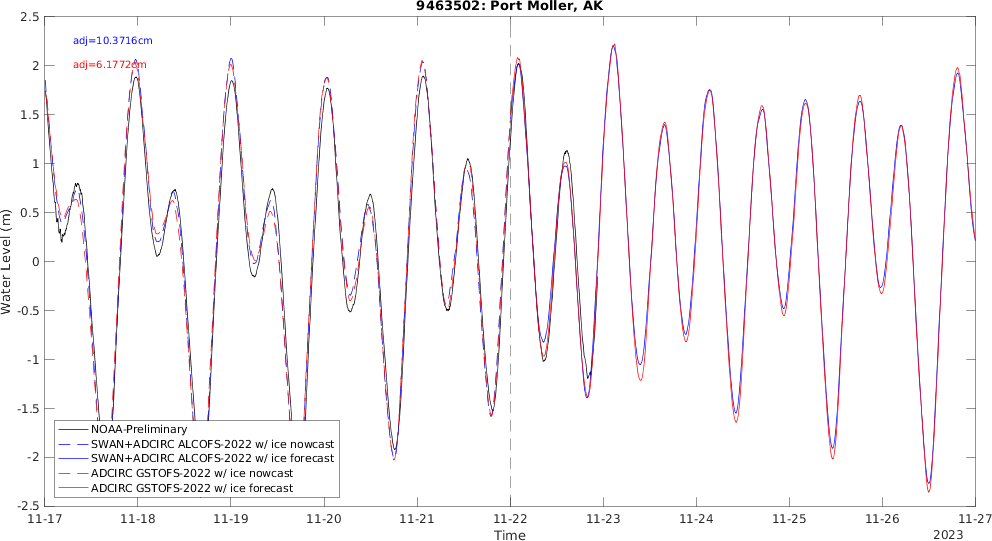 9463502: Port Moller, AK
adj=10.3716cm
adj=6.1772cm
Water Level (m)
2.5
2
1.5
1
0.5
0
-0.5
-1
-1.5
-2
-2.5
NOAA-Preliminary
SWAN+ADCIRC ALCOFS-2022 w/ ice nowcast
SWAN+ADCIRC ALCOFS-2022 w/ ice forecast
ADCIRC GSTOFS-2022 w/ ice nowcast
ADCIRC GSTOFS-2022 w/ ice forecast
11-17 11-18 11-19 11-20 11-21 11-22 11-23 11-24 11-25 11-26 11-27
Time
2023